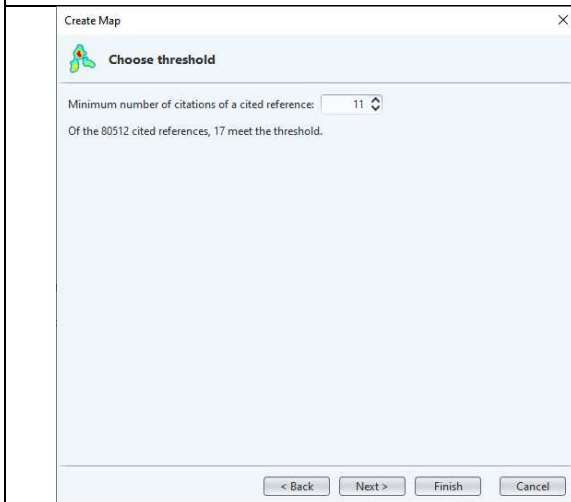 Create Map
Choose threshold
Minimum number of citations of a cited reference: 11
Of the 80512 cited references, 17 meet the threshold.
< Back Next > Finish Cancel